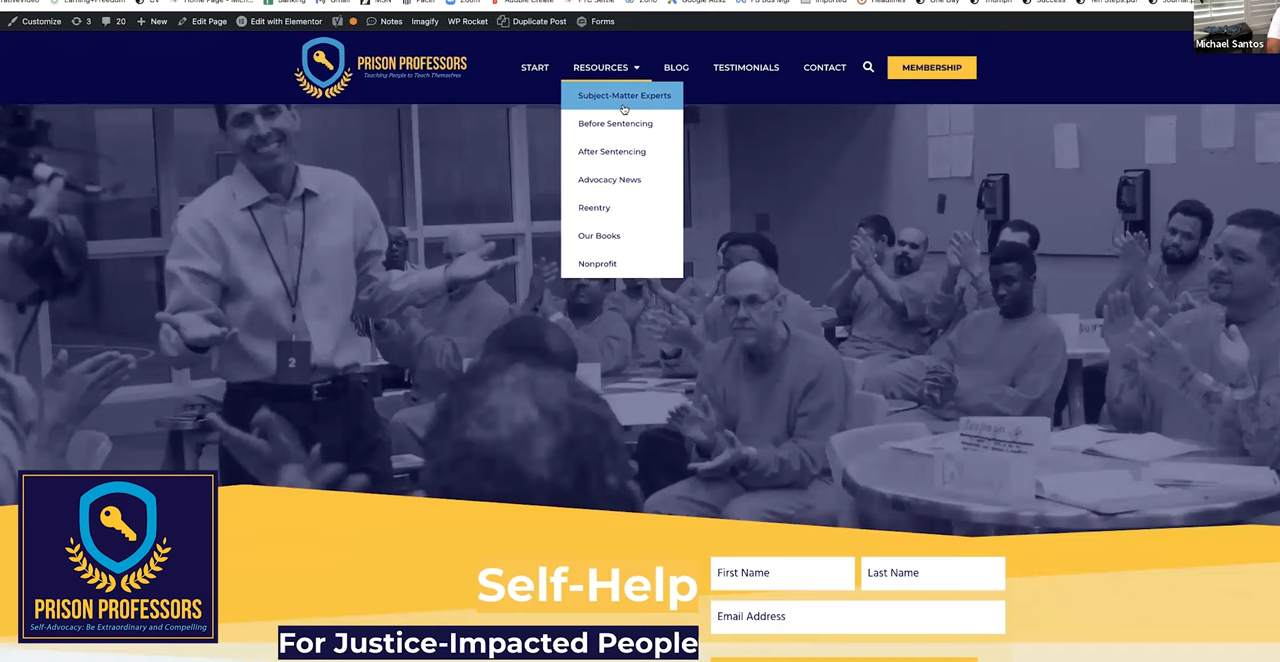 Customize 3 20 New Edit Page Edit with Elementor Notes Imagify WP Rocket Duplicate Post Forms
Michael Santos
PRISON PROFESSORS
Teaching People to Teach Themselves
START RESOURCES BLOG TESTIMONIALS CONTACT MEMBERSHIP
Subject-Matter Experts
Before Sentencing
After Sentencing
Advocacy News
Reentry
Our Books
Nonprofit
2
Self-Help
For Justice-Impacted People
First Name Last Name
Email Address
PRISON PROFESSORS
Self-Advocacy: Be Extraordinary and Compelling